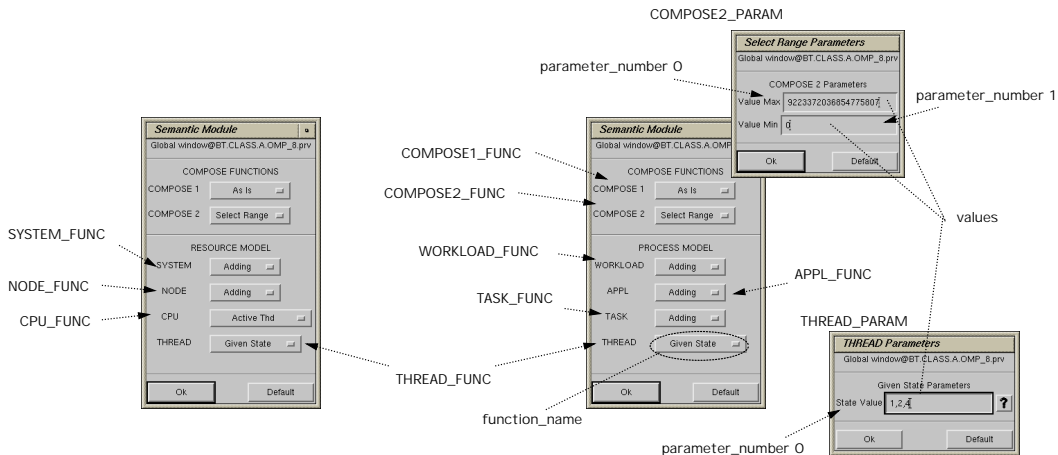 COMPOSE2_PARAM
Select Range Parameters
Global window@BT.CLASS.A.OMP_8.prv
COMPOSE 2 Parameters
Value Max 9223372036854775807
Value Min 0
Ok Default
parameter_number 0
parameter_number 1
values
Semantic Module
Global window@BT.CLASS.A.OMP_8.prv
COMPOSE FUNCTIONS
COMPOSE 1 As Is
COMPOSE 2 Select Range
RESOURCE MODEL
SYSTEM Adding
NODE Adding
CPU Active Thd
THREAD Given State
Ok Default
SYSTEM_FUNC
NODE_FUNC
CPU_FUNC
THREAD_FUNC
COMPOSE1_FUNC
COMPOSE2_FUNC
WORKLOAD_FUNC
TASK_FUNC
APPL_FUNC
function_name
Semantic Module
Global window@BT.CLASS.A.OMP_8.prv
COMPOSE FUNCTIONS
COMPOSE 1 As Is
COMPOSE 2 Select Range
PROCESS MODEL
WORKLOAD Adding
APPL Adding
TASK Adding
THREAD Given State
Ok Default
THREAD_PARAM
THREAD Parameters
Global window@BT.CLASS.A.OMP_8.prv
Given State Parameters
State Value 1,2,4 ?
Ok Default
parameter_number 0